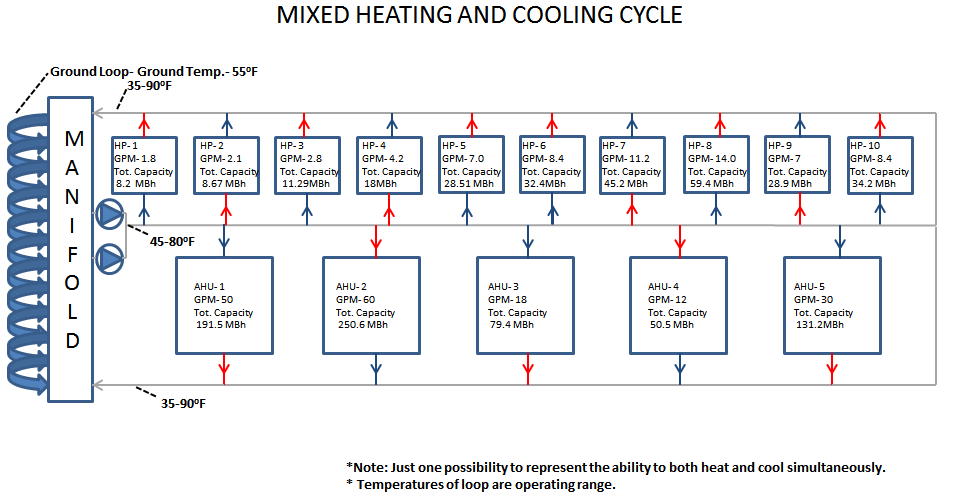 MIXED HEATING AND COOLING CYCLE
Ground Loop- Ground Temp.- 55ºF
35-90ºF
MANIFOLD
HP- 1
GPM- 1.8
Tot. Capacity
8.2 MBh
HP- 2
GPM- 2.1
Tot. Capacity
8.67 MBh
HP- 3
GPM- 2.8
Tot. Capacity
11.29MBh
HP- 4
GPM- 4.2
Tot. Capacity
18MBh
HP- 5
GPM- 7.0
Tot. Capacity
28.51 MBh
HP- 6
GPM- 8.4
Tot. Capacity
32.4MBh
HP- 7
GPM- 11.2
Tot. Capacity
45.2 MBh
HP- 8
GPM- 14.0
Tot. Capacity
59.4 MBh
HP- 9
GPM- 7
Tot. Capacity
28.9 MBh
HP- 10
GPM- 8.4
Tot. Capacity
34.2 MBh
45-80ºF
AHU- 1
GPM- 50
Tot. Capacity
191.5 MBh
AHU- 2
GPM- 60
Tot. Capacity
250.6 MBh
AHU- 3
GPM- 18
Tot. Capacity
79.4 MBh
AHU- 4
GPM- 12
Tot. Capacity
50.5 MBh
AHU- 5
GPM- 30
Tot. Capacity
131.2MBh
35-90ºF
*Note: Just one possibility to represent the ability to both heat and cool simultaneously.
* Temperatures of loop are operating range.